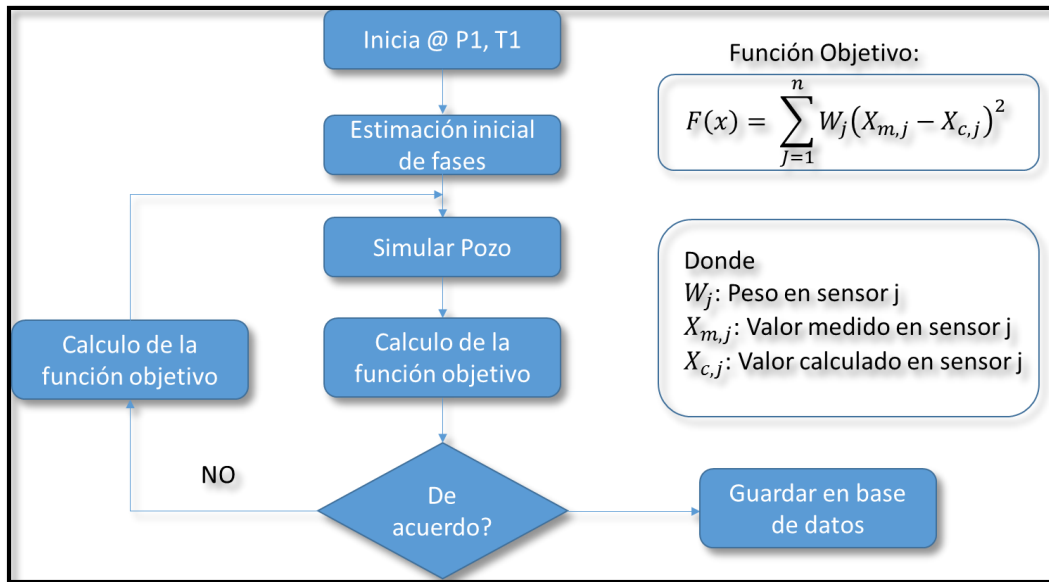 Inicia @ P1, T1
Estimación inicial
de fases
Simular Pozo
Calculo de la
función objetivo
Calculo de la
función objetivo
NO
De
acuerdo?
Guardar en base
de datos
Función Objetivo:
F(x) = \sum_{J=1}^{n} W_j(X_{m,j} − X_{c,j})^2
Donde
W_j: Peso en sensor j
X_{m,j}: Valor medido en sensor j
X_{c,j}: Valor calculado en sensor j